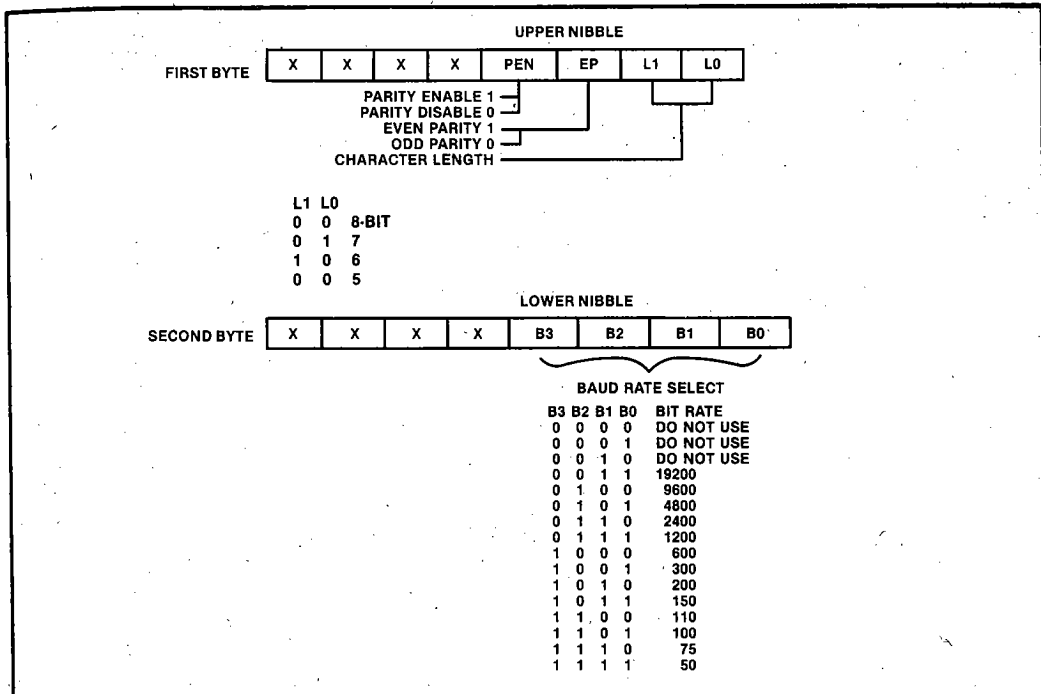 UPPER NIBBLE
FIRST BYTE X X X X PEN EP L1 L0
PARITY ENABLE 1
PARITY DISABLE 0
EVEN PARITY 1
ODD PARITY 0
CHARACTER LENGTH
L1 L0
0 0 8-BIT
0 1 7
1 0 6
0 0 5
LOWER NIBBLE
SECOND BYTE X X X X B3 B2 B1 B0
BAUD RATE SELECT
B3 B2 B1 B0 BIT RATE
0 0 0 0 DO NOT USE
0 0 0 1 DO NOT USE
0 0 1 0 DO NOT USE
0 0 1 1 19200
0 1 0 0 9600
0 1 0 1 4800
0 1 1 0 2400
0 1 1 1 1200
1 0 0 0 600
1 0 0 1 300
1 0 1 0 200
1 0 1 1 150
1 1 0 0 110
1 1 0 1 100
1 1 1 0 75
1 1 1 1 50